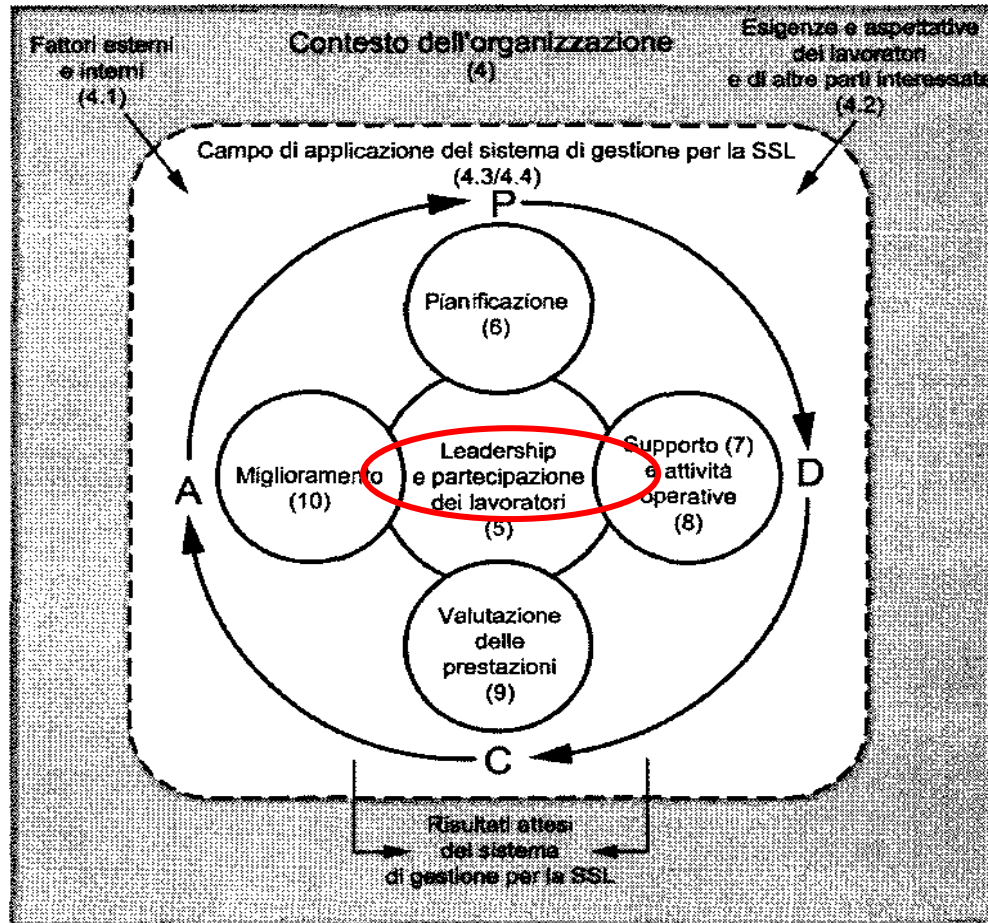 Fattori esterni
e interni
(4.1)
Contesto dell'organizzazione
(4)
Esigenze e aspettative
dei lavoratori
e di altre parti interessate
(4.2)
Campo di applicazione del sistema di gestione per la SSL
(4.3/4.4)
P
Pianificazione
(6)
A
Miglioramento
(10)
Leadership
e partecipazione
dei lavoratori
(5)
Supporto (7)
e attività
operative
(8)
D
Valutazione
delle
prestazioni
(9)
C
Risultati attesi
del sistema
di gestione per la SSL